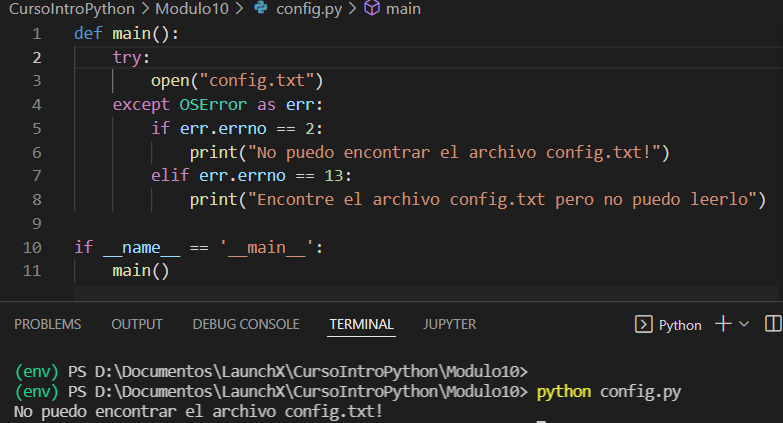 CursoIntroPython > Modulo10 > config.py > main
1 def main():
2 try:
3 open("config.txt")
4 except OSError as err:
5 if err.errno == 2:
6 print("No puedo encontrar el archivo config.txt!")
7 elif err.errno == 13:
8 print("Encontre el archivo config.txt pero no puedo leerlo")
9
10 if __name__ == '__main__':
11 main()
PROBLEMS OUTPUT DEBUG CONSOLE TERMINAL JUPYTER Python
(env) PS D:\Documentos\LaunchX\CursoIntroPython\Modulo10>
(env) PS D:\Documentos\LaunchX\CursoIntroPython\Modulo10> python config.py
No puedo encontrar el archivo config.txt!